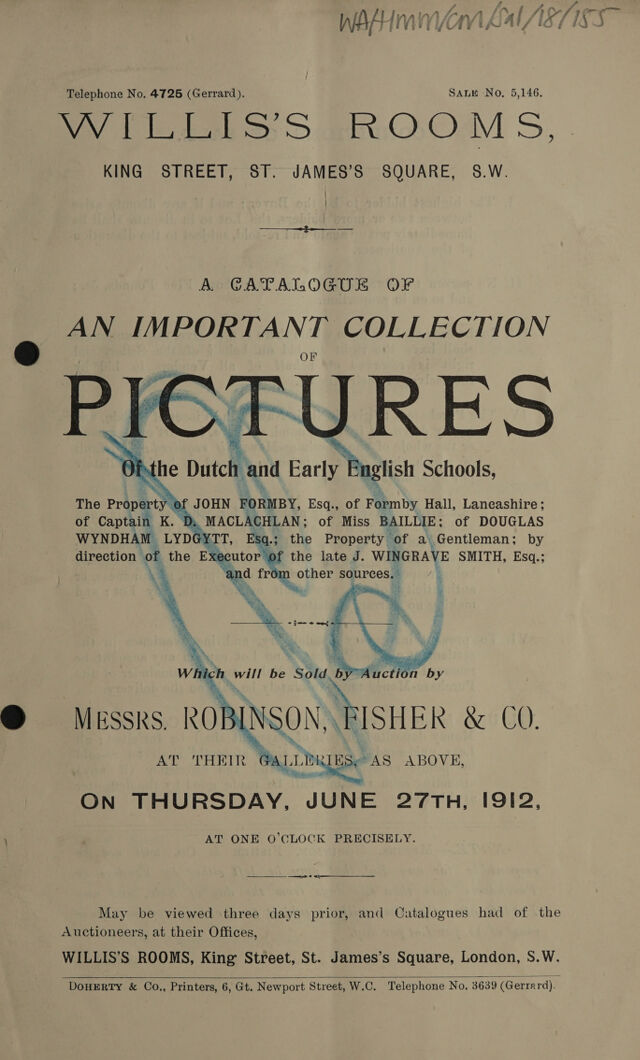 WA/Hmm/cm/Sal/18/155
Telephone No. 4725 (Gerrard).
SALE No. 5,146.
WILLIS'S ROOMS,
KING STREET, ST. JAMES'S SQUARE, S.W.
A CATALOGUE OF
AN IMPORTANT COLLECTION
OF
PICTURES
Of the Dutch and Early English Schools,
The Property of JOHN FORMBY, Esq., of Formby Hall, Lancashire;
of Captain K. D. MACLACHLAN; of Miss BAILLIE; of DOUGLAS
WYNDHAM LYDGYTT, Esq.; the Property of a Gentleman; by
direction of the Executor of the late J. WINGRAVE SMITH, Esq.;
and from other sources.
Which will be Sold by Auction by
MESSRS. ROBINSON, FISHER & CO.
AT THEIR GALLERIES, AS ABOVE,
ON THURSDAY, JUNE 27TH, 1912,
AT ONE O'CLOCK PRECISELY.
May be viewed three days prior, and Catalogues had of the
Auctioneers, at their Offices,
WILLIS'S ROOMS, King Street, St. James's Square, London, S.W.
DOHERTY & Co., Printers, 6, Gt. Newport Street, W.C. Telephone No. 3639 (Gerrard).